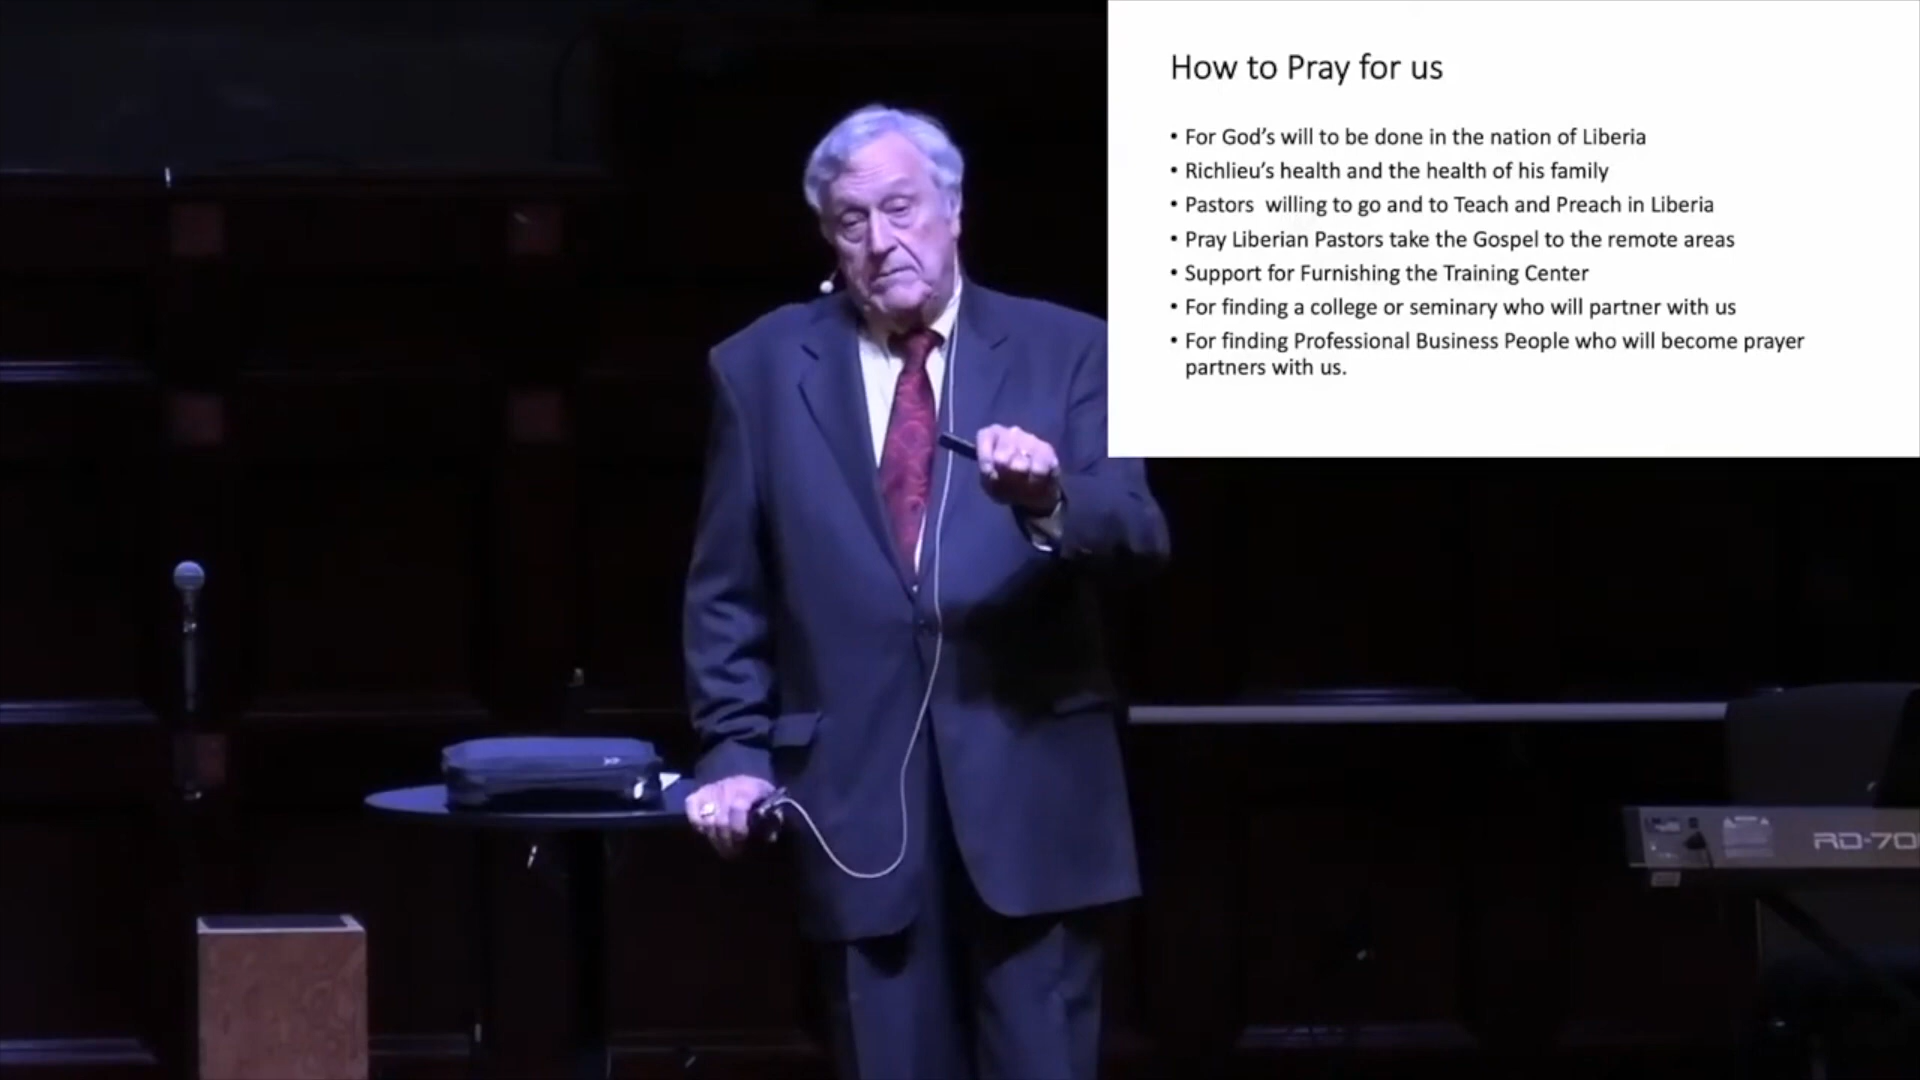 How to Pray for us
• For God's will to be done in the nation of Liberia
• Richlieu's health and the health of his family
• Pastors  willing to go and to Teach and Preach in Liberia
• Pray Liberian Pastors take the Gospel to the remote areas
• Support for Furnishing the Training Center
• For finding a college or seminary who will partner with us
• For finding Professional Business People who will become prayer
partners with us.
RD-70